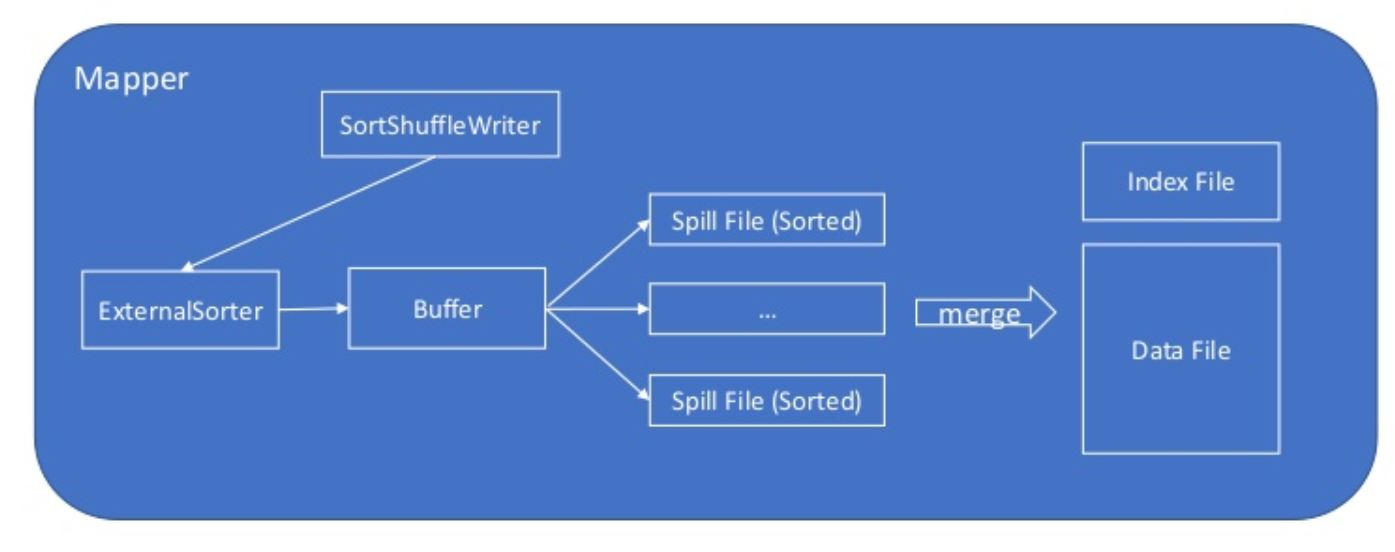 Mapper
SortShuffleWriter
ExternalSorter
Buffer
Spill File (Sorted)
...
Spill File (Sorted)
merge
Index File
Data File